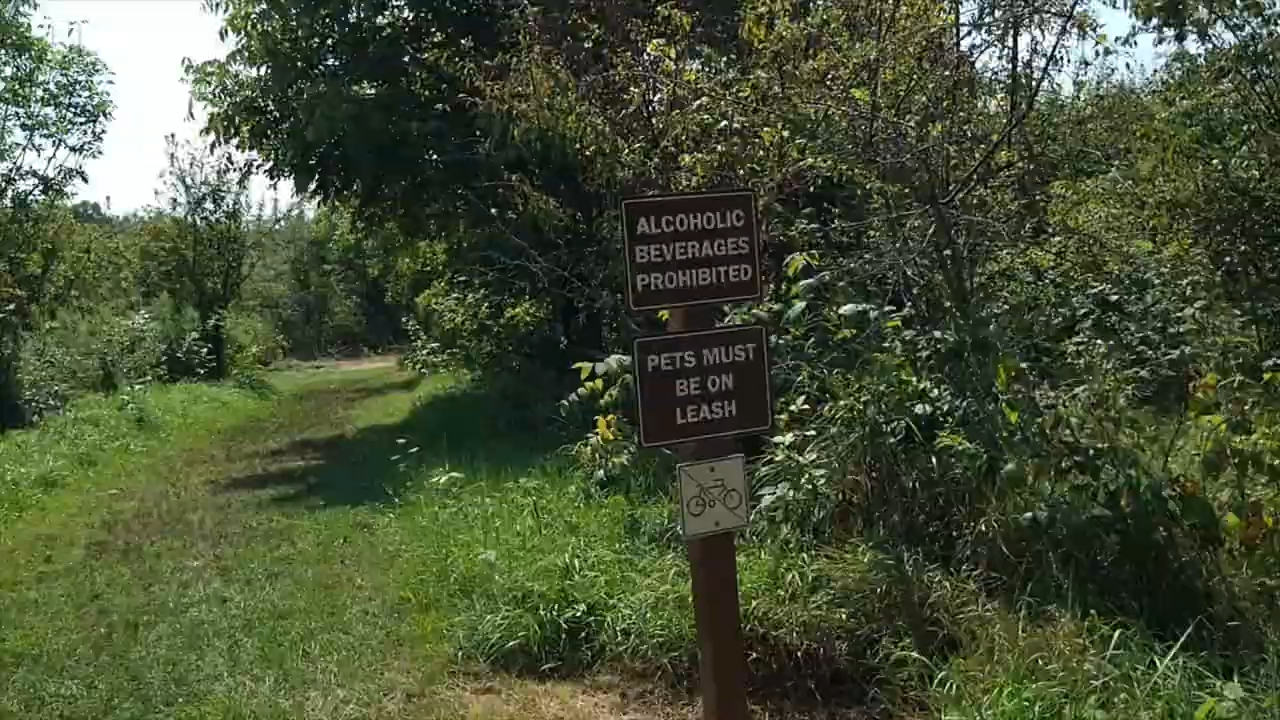 ALCOHOLIC
BEVERAGES
PROHIBITED
PETS MUST
BE ON
LEASH